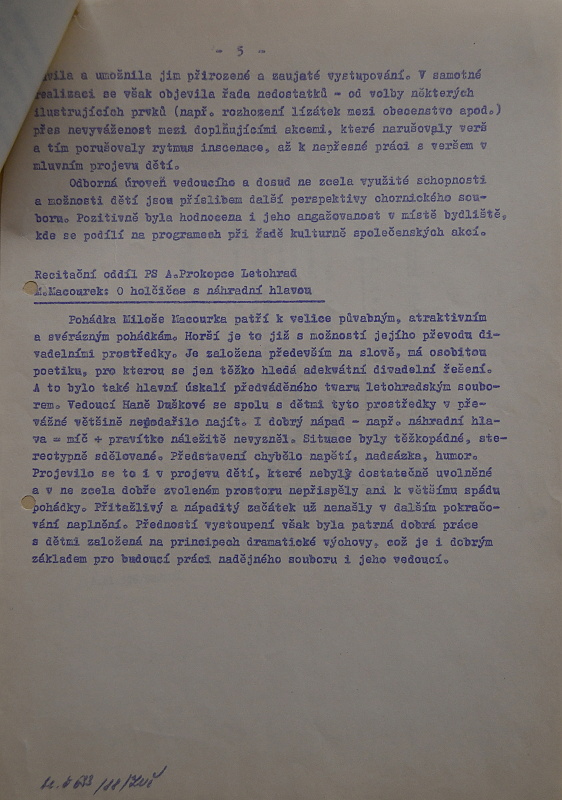 - 5 -
vila a umožnila jim přirozené a zaujaté vystupování. V samotné
realizaci se však objevila řada nedostatků - od volby některých
ilustrujících prvků (např. rozhození lízátek mezi obecenstvo apod.)
přes nevyváženost mezi doplňujícími akcemi, které narušovaly verš
a tím porušovaly rytmus inscenace, až k nepřesné práci s veršem v
mluvním projevu dětí.
Odborná úroveň vedoucího a dosud ne zcela využité schopnosti
a možnosti dětí jsou příslibem další perspektivy chornického sou-
boru. Pozitivně byla hodnocena i jeho angažovanost v místě bydliště,
kde se podílí na programech při řadě kulturně společenských akcí.
Recitační oddíl PS A.Prokopce Letohrad
M.Macourek: O holčičce s náhradní hlavou
Pohádka Miloše Macourka patří k velice půvabným, atraktivním
a svérázným pohádkám. Horší je to již s možností jejího převodu di-
vadelními prostředky. Je založena především na slově, má osobitou
poetiku, pro kterou se jen těžko hledá adekvátní divadelní řešení.
A to bylo také hlavní úskalí předváděného tvaru letohradským soubo-
rem. Vedoucí Haně Duškové se spolu s dětmi tyto prostředky v pře-
vážné většině nepodařilo najít. I dobrý nápad - např. náhradní hla-
va = míč + pravítko náležitě nevyzněl. Situace byly těžkopádné, ste-
reotypně sdělované. Představení chybělo napětí, nadsázka, humor.
Projevilo se to i v projevu dětí, které nebyly dostatečně uvolněné
a v ne zcela dobře zvoleném prostoru nepřispěly ani k většímu spádu
pohádky. Přitažlivý a nápaditý začátek už nenašly v dalším pokračo-
vání naplnění. Předností vystoupení však byla patrná dobrá práce
s dětmi založená na principech dramatické výchovy, což je i dobrým
základem pro budoucí práci nadějného souboru i jeho vedoucí.